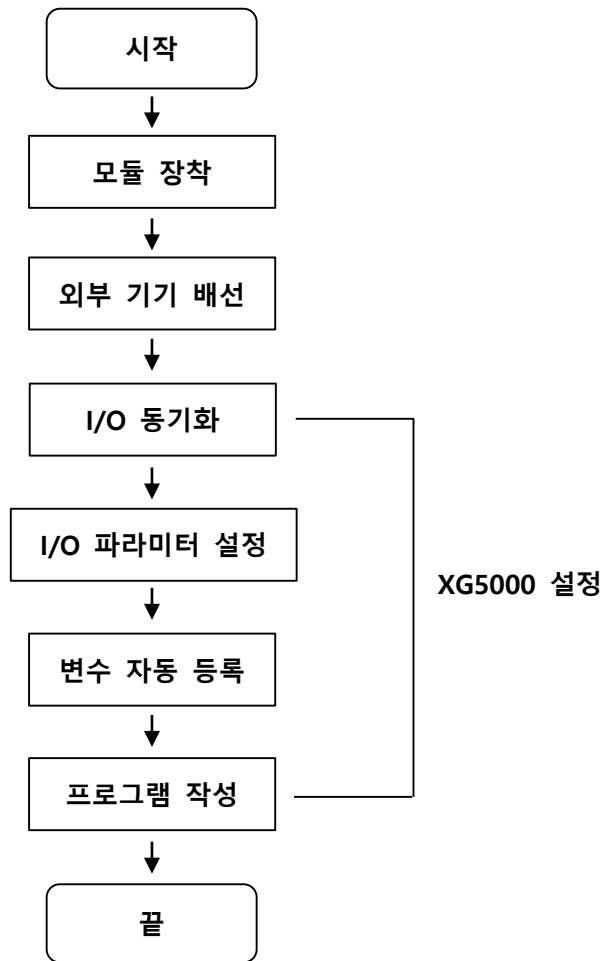 시작
모듈 장착
외부 기기 배선
I/O 동기화
I/O 파라미터 설정
XG5000 설정
변수 자동 등록
프로그램 작성
끝